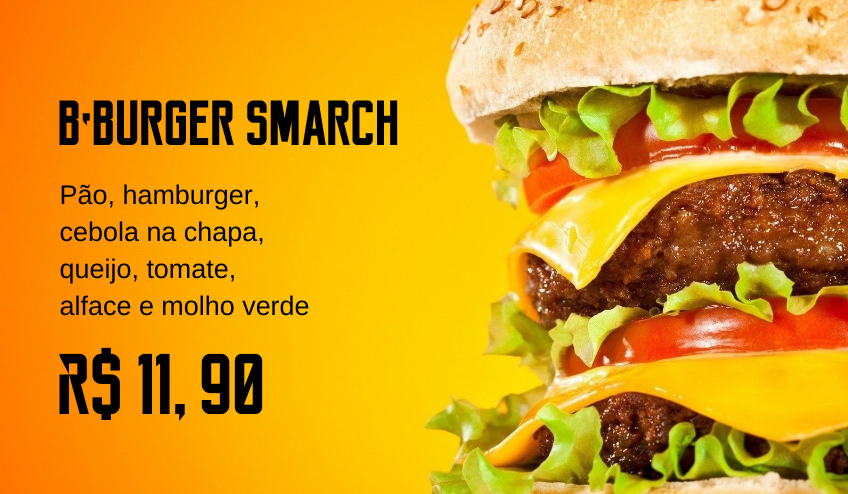 B·BURGER SMARCH
Pão, hamburger,
cebola na chapa,
queijo, tomate,
alface e molho verde
R$ 11, 90